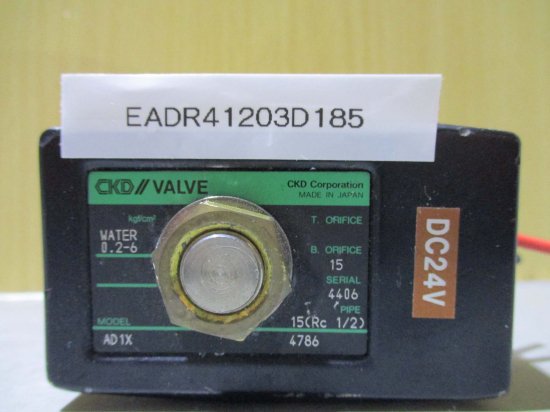 EADR41203D185
CKD// VALVE
CKD Corporation
MADE IN JAPAN
kgf/cm²
T. ORIFICE
WATER
0.2-6
B. ORIFICE
15
SERIAL
4406
PIPE
15(Rc 1/2)
MODEL
AD1X
4786
DC24V